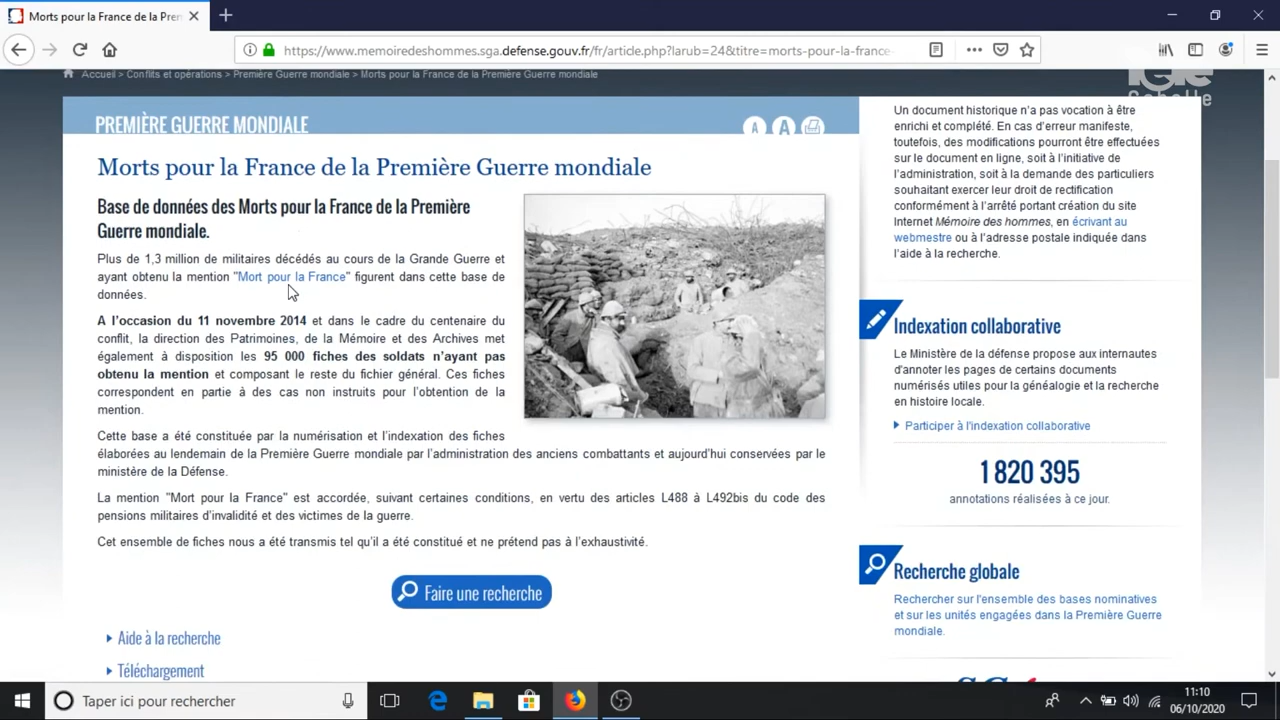 Morts pour la France de la Pren
https://www.memoiredeshommes.sga.defense.gouv.fr/fr/article.php?larub=24&titre=morts-pour-la-france-
Accueil > Conflits et opérations > Première Guerre mondiale > Morts pour la France de la Première Guerre mondiale
PREMIÈRE GUERRE MONDIALE
A A
Morts pour la France de la Première Guerre mondiale
Base de données des Morts pour la France de la Première
Guerre mondiale.
Plus de 1,3 million de militaires décédés au cours de la Grande Guerre et
ayant obtenu la mention "Mort pour la France" figurent dans cette base de
données.
A l'occasion du 11 novembre 2014 et dans le cadre du centenaire du
conflit, la direction des Patrimoines, de la Mémoire et des Archives met
également à disposition les 95 000 fiches des soldats n'ayant pas
obtenu la mention et composant le reste du fichier général. Ces fiches
correspondent en partie à des cas non instruits pour l'obtention de la
mention.
Cette base a été constituée par la numérisation et l'indexation des fiches
élaborées au lendemain de la Première Guerre mondiale par l'administration des anciens combattants et aujourd'hui conservées par le
ministère de la Défense.
La mention "Mort pour la France" est accordée, suivant certaines conditions, en vertu des articles L488 à L492bis du code des
pensions militaires d'invalidité et des victimes de la guerre.
Cet ensemble de fiches nous a été transmis tel qu'il a été constitué et ne prétend pas à l'exhaustivité.
Faire une recherche
Aide à la recherche
Téléchargement
Un document historique n'a pas vocation à être
enrichi et complété. En cas d'erreur manifeste,
toutefois, des modifications pourront être effectuées
sur le document en ligne, soit à l'initiative de
l'administration, soit à la demande des particuliers
souhaitant exercer leur droit de rectification
conformément à l'arrêté portant création du site
Internet Mémoire des hommes, en écrivant au
webmestre ou à l'adresse postale indiquée dans
l'aide à la recherche.
Indexation collaborative
Le Ministère de la défense propose aux internautes
d'annoter les pages de certains documents
numérisés utiles pour la généalogie et la recherche
en histoire locale.
Participer à l'indexation collaborative
1 820 395
annotations réalisées à ce jour.
Recherche globale
Rechercher sur l'ensemble des bases nominatives
et sur les unités engagées dans la Première Guerre
mondiale.
Taper ici pour rechercher
11:10
06/10/2020